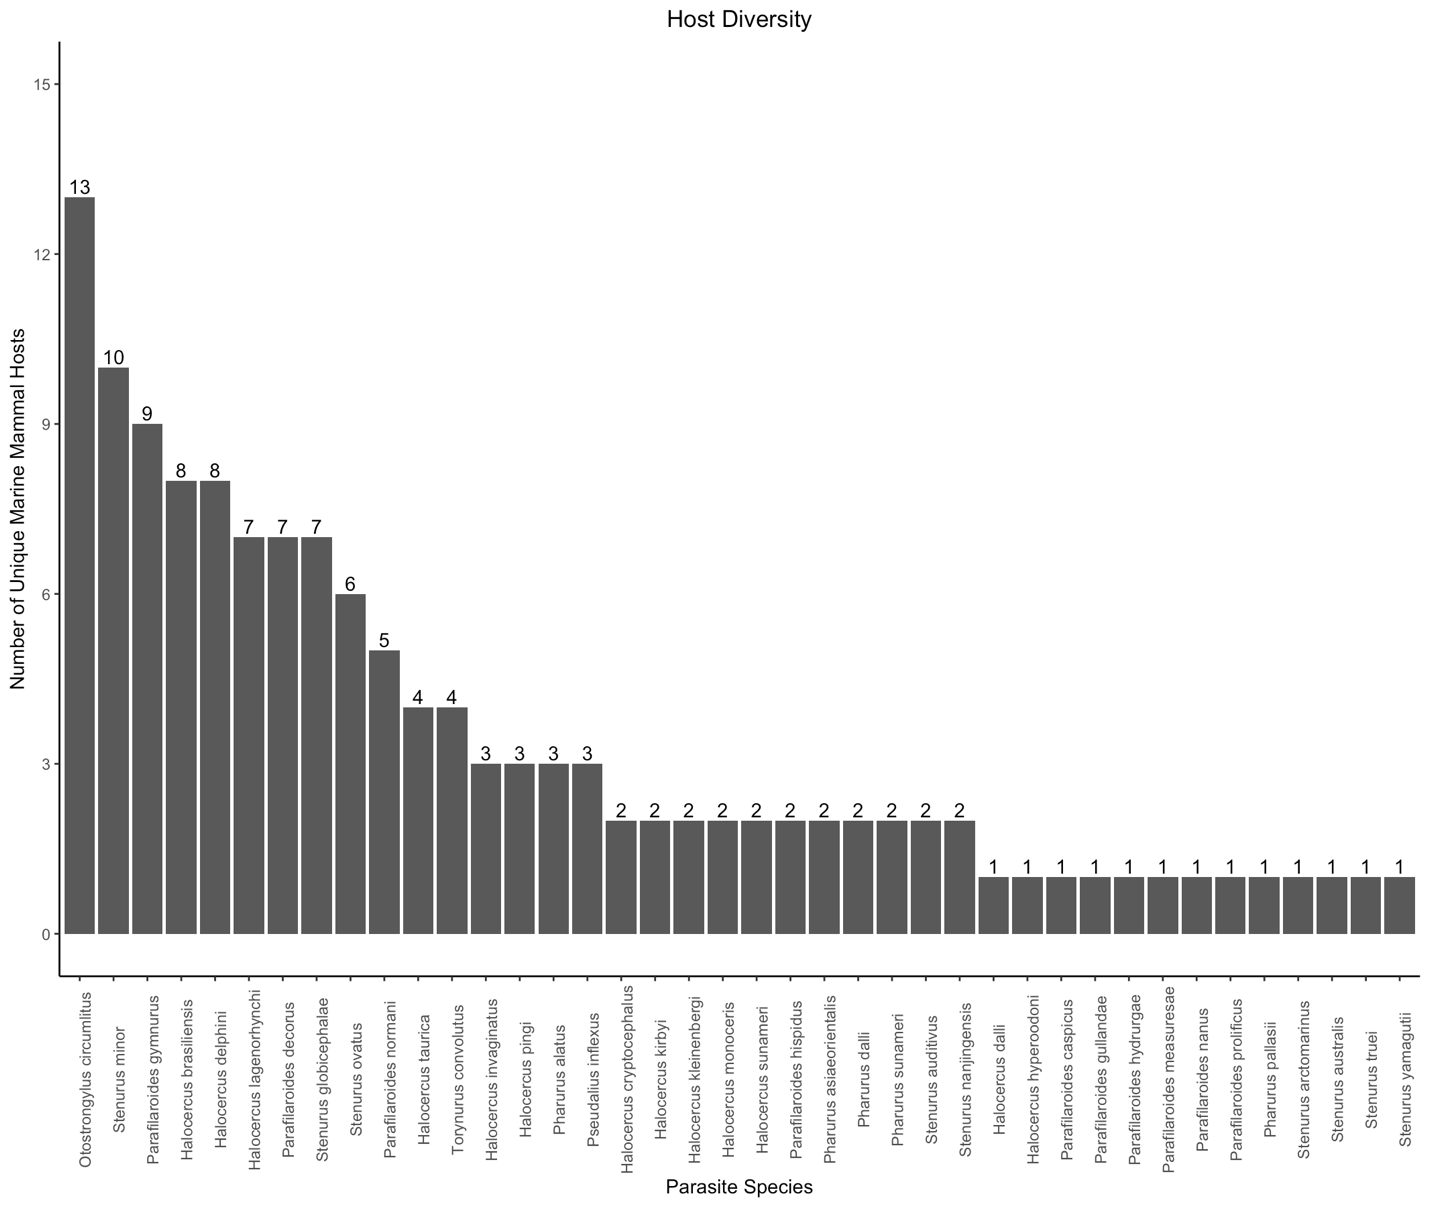 Host Diversity
Number of Unique Marine Mammal Hosts
15
12
9
6
3
0
13
10
9
8
8
7
7
7
6
5
4
4
3
3
3
3
2
2
2
2
2
2
2
2
2
2
2
1
1
1
1
1
1
1
1
1
1
1
1
1
Otostrongylus circumlitus
Stenurus minor
Parafilaroides gymnurus
Halocercus brasiliensis
Halocercus delphini
Halocercus lagenorhynchi
Parafilaroides decorus
Stenurus globicephalae
Stenurus ovatus
Parafilaroides normani
Halocercus taurica
Torynurus convolutus
Halocercus invaginatus
Halocercus pingi
Pharurus alatus
Pseudalius inflexus
Halocercus cryptocephalus
Halocercus kirbyi
Halocercus kleinenbergi
Halocercus monoceris
Halocercus sunameri
Parafilaroides hispidus
Pharurus asiaeorientalis
Pharurus dalli
Pharurus sunameri
Stenurus auditivus
Stenurus nanjingensis
Halocercus dalli
Halocercus hyperoodoni
Parafilaroides caspicus
Parafilaroides gullandae
Parafilaroides hydrurgae
Parafilaroides measuresae
Parafilaroides nanus
Parafilaroides prolificus
Pharurus pallasii
Stenurus arctomarinus
Stenurus australis
Stenurus truei
Stenurus yamagutii
Parasite Species